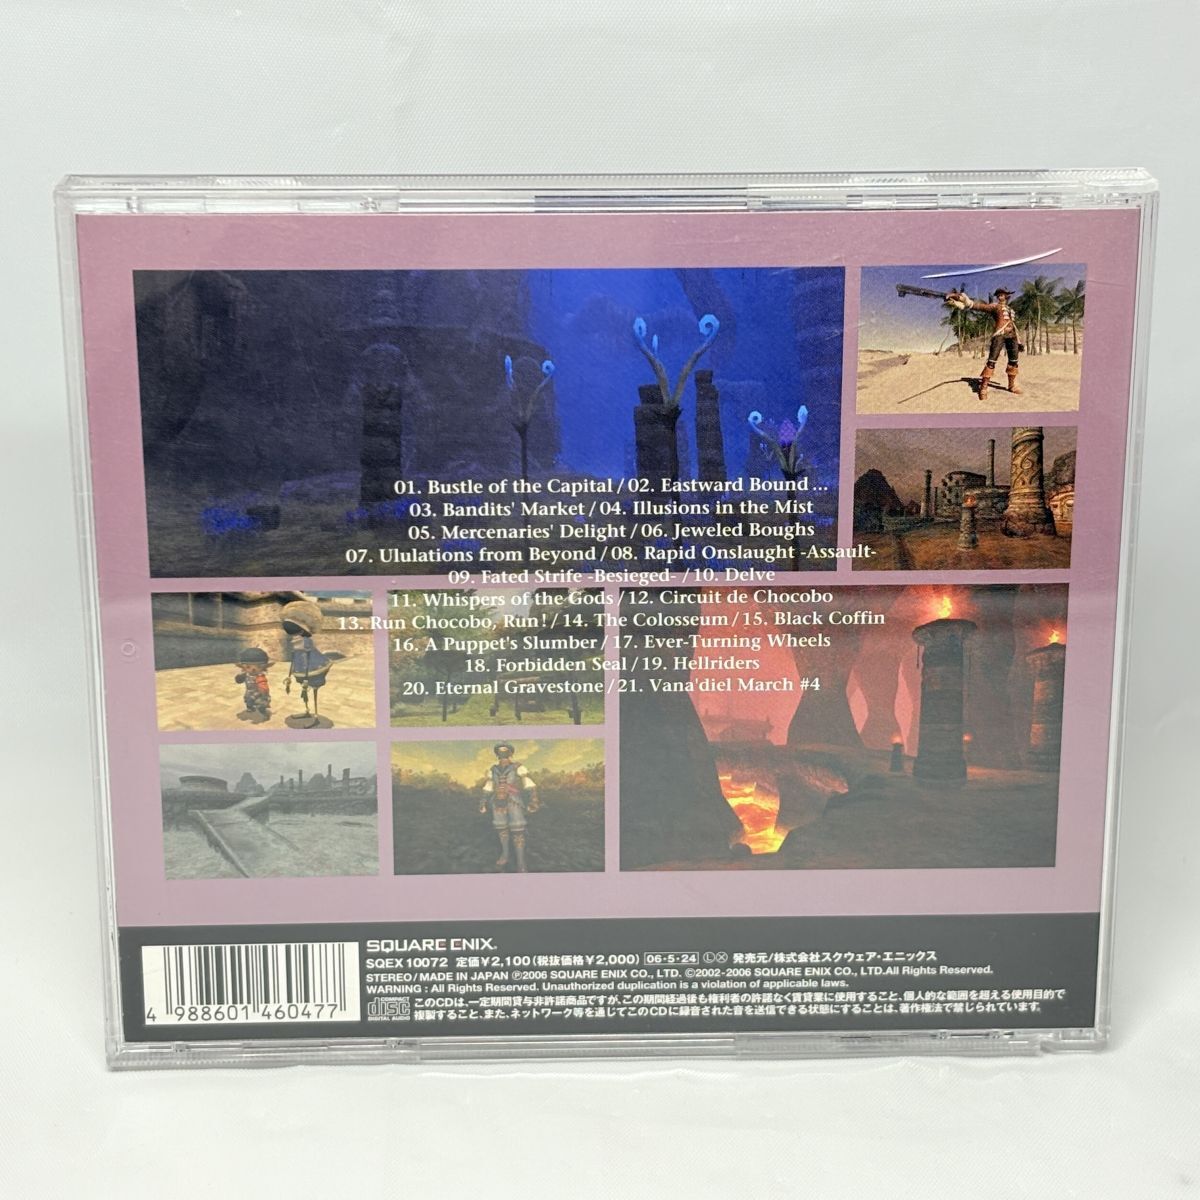 01. Bustle of the Capital / 02. Eastward Bound ...
03. Bandits' Market / 04. Illusions in the Mist
05. Mercenaries' Delight / 06. Jeweled Boughs
07. Ululations from Beyond / 08. Rapid Onslaught -Assault-
09. Fated Strife -Besieged- / 10. Delve
11. Whispers of the Gods / 12. Circuit de Chocobo
13. Run Chocobo, Run! / 14. The Colosseum / 15. Black Coffin
16. A Puppet's Slumber / 17. Ever-Turning Wheels
18. Forbidden Seal / 19. Hellriders
20. Eternal Gravestone / 21. Vana'diel March #4
SQUARE ENIX®
SQEX 10072 定価¥2,100(税抜価格¥2,000) 06・5・24 Ⓛ Ⓧ 発売元/株式会社スクウェア・エニックス
STEREO/MADE IN JAPAN ℗2006 SQUARE ENIX CO., LTD. ©2002-2006 SQUARE ENIX CO., LTD.All Rights Reserved.
WARNING : All Rights Reserved. Unauthorized duplication is a violation of applicable laws.
COMPACT disc DIGITAL AUDIO
このCDは、一定期間貸与非許諾商品ですが、この期間経過後も権利者の許諾なく賃貸業に使用すること、個人的な範囲を超える使用目的で
複製すること、また、ネットワーク等を通じてこのCDに録音された音を送信できる状態にすることは、著作権法で禁じられています。
4 988601 460477